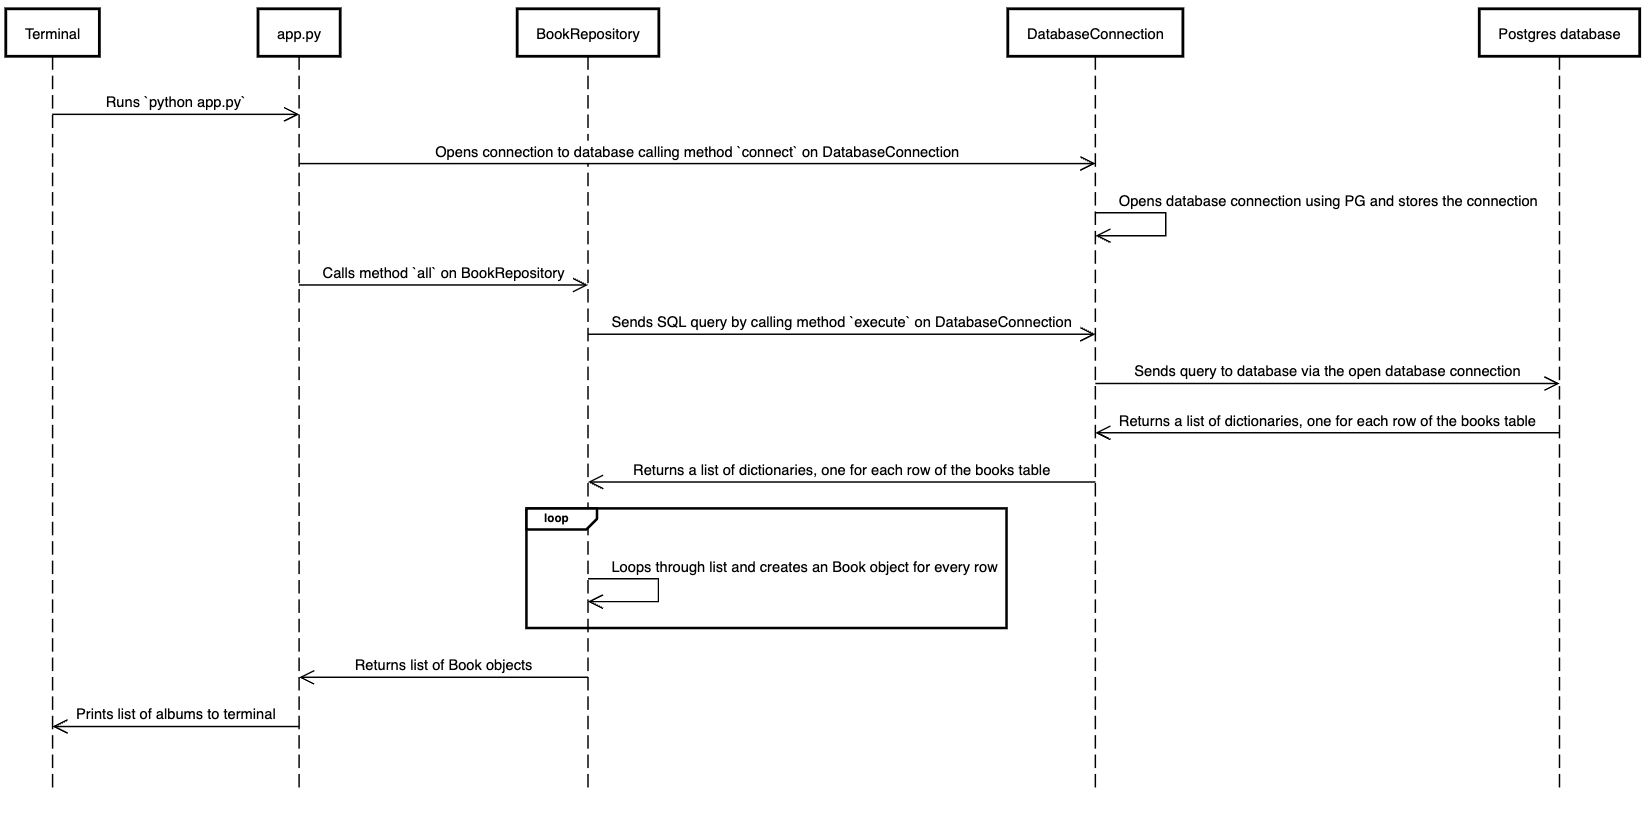 Terminal
app.py
BookRepository
DatabaseConnection
Postgres database
Runs `python app.py`
Opens connection to database calling method `connect` on DatabaseConnection
Opens database connection using PG and stores the connection
Calls method `all` on BookRepository
Sends SQL query by calling method `execute` on DatabaseConnection
Sends query to database via the open database connection
Returns a list of dictionaries, one for each row of the books table
Returns a list of dictionaries, one for each row of the books table
loop
Loops through list and creates an Book object for every row
Returns list of Book objects
Prints list of albums to terminal